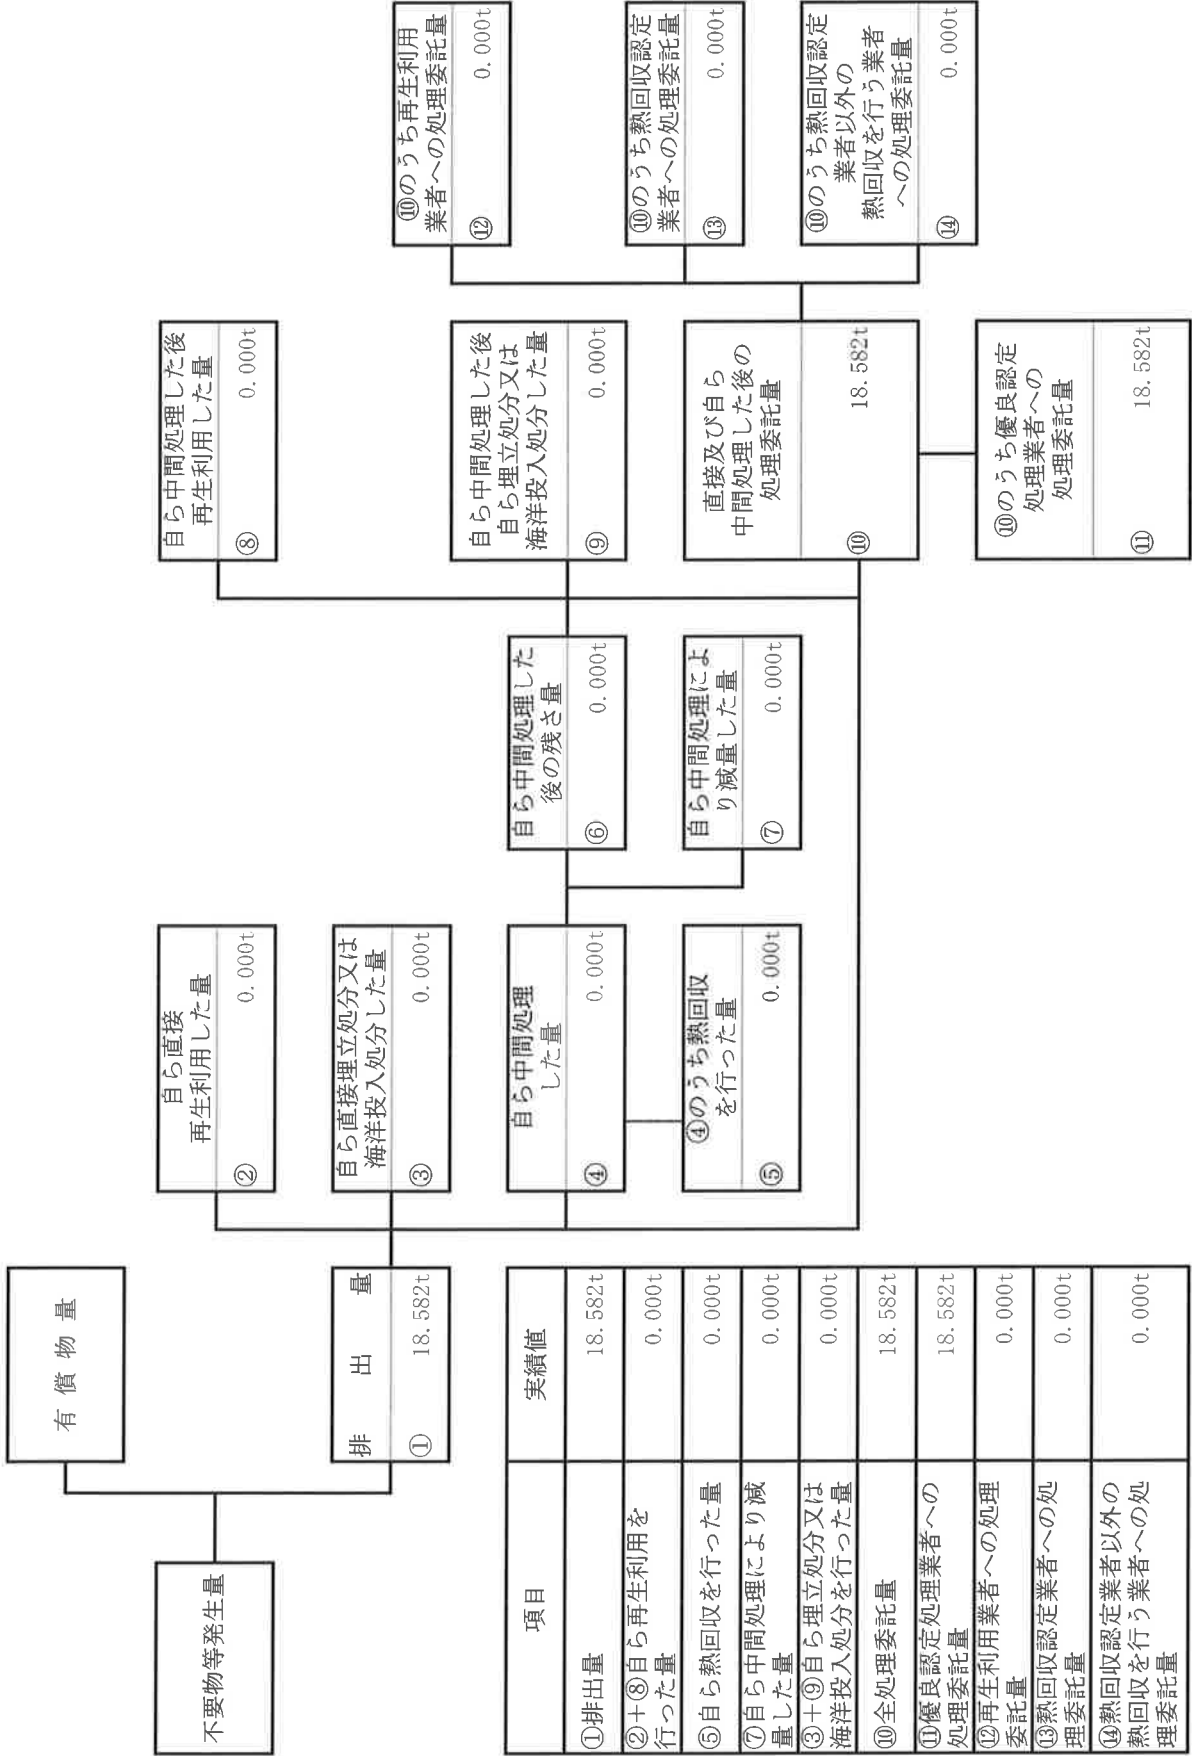 不要物等発生量
有償物量
排出量
① 18.582t
自ら直接
再生利用した量
② 0.000t
自ら直接埋立処分又は
海洋投入処分した量
③ 0.000t
自ら中間処理
した量
④ 0.000t
④のうち熱回収
を行った量
⑤ 0.000t
自ら中間処理した
後の残さ量
⑥ 0.000t
自ら中間処理によ
り減量した量
⑦ 0.000t
自ら中間処理した後
再生利用した量
⑧ 0.000t
自ら中間処理した後
自ら埋立処分又は
海洋投入処分した量
⑨ 0.000t
直接及び自ら
中間処理した後の
処理委託量
⑩ 18.582t
⑩のうち優良認定
処理業者への
処理委託量
⑪ 18.582t
⑩のうち再生利用
業者への処理委託量
⑫ 0.000t
⑩のうち熱回収認定
業者への処理委託量
⑬ 0.000t
⑩のうち熱回収認定
業者以外の
熱回収を行う業者
への処理委託量
⑭ 0.000t
項目 実績値
①排出量 18.582t
②+⑧自ら再生利用を
行った量 0.000t
⑤自ら熱回収を行った量 0.000t
⑦自ら中間処理により減
量した量 0.000t
③+⑨自ら埋立処分又は
海洋投入処分を行った量 0.000t
⑩全処理委託量 18.582t
⑪優良認定処理業者への
処理委託量 18.582t
⑫再生利用業者への処理
委託量 0.000t
⑬熱回収認定業者への処
理委託量 0.000t
⑭熱回収認定業者以外の
熱回収を行う業者への処
理委託量 0.000t